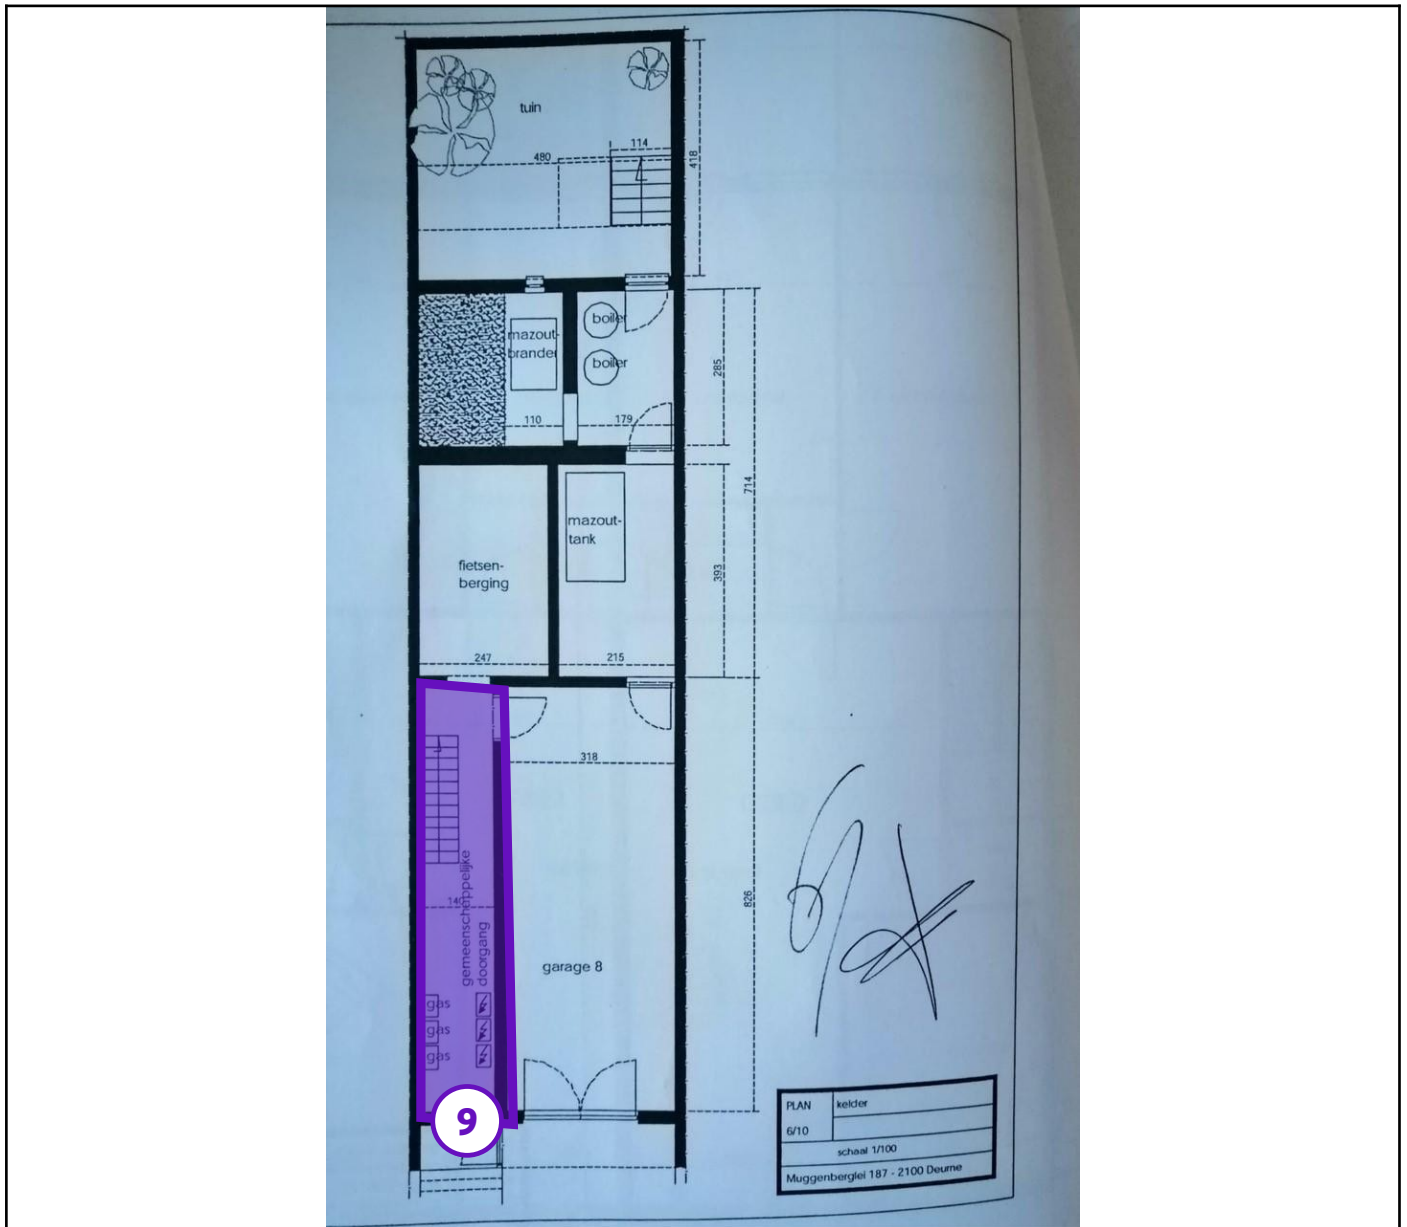 tuin
114
480
418
boiler
mazout-
brander
boiler
285
110
179
714
mazout-
tank
fietsen-
berging
393
247
215
318
gemeenschappelijke
doorgang
140
826
garage 8
gas
gas
gas
9
PLAN kelder
6/10
schaal 1/100
Muggenberglei 187 - 2100 Deurne